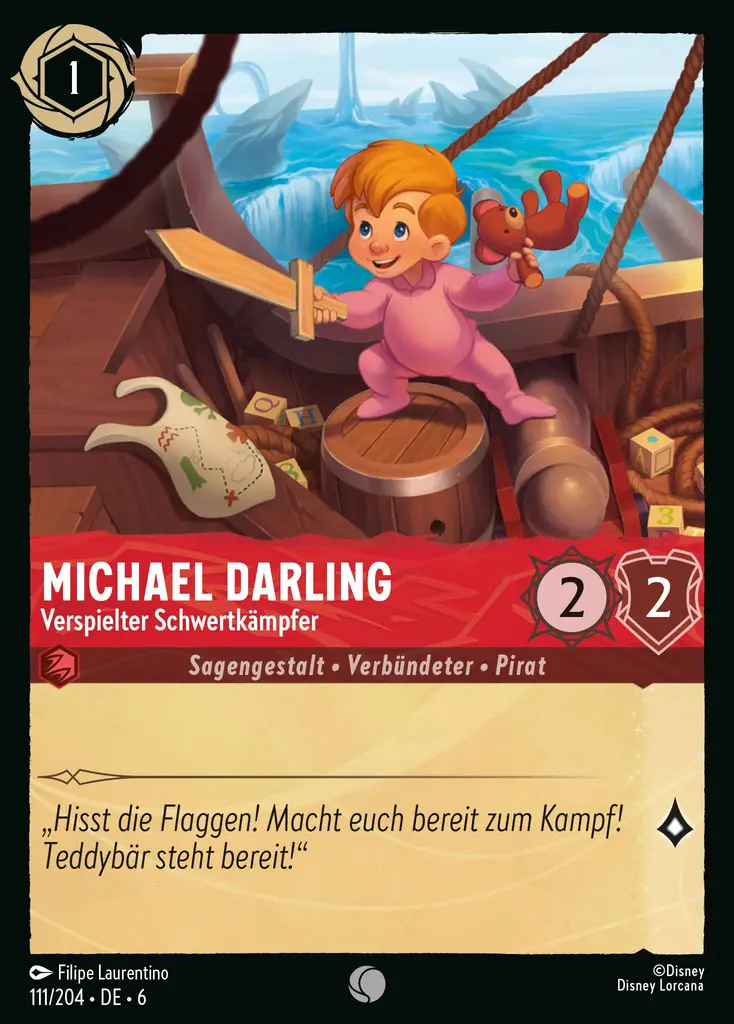 1
Q
H
A
3
MICHAEL DARLING
Verspielter Schwertkämpfer
2
2
Sagengestalt • Verbündeter • Pirat
„Hisst die Flaggen! Macht euch bereit zum Kampf!
Teddybär steht bereit!“
Filipe Laurentino
111/204 • DE • 6
©Disney
Disney Lorcana